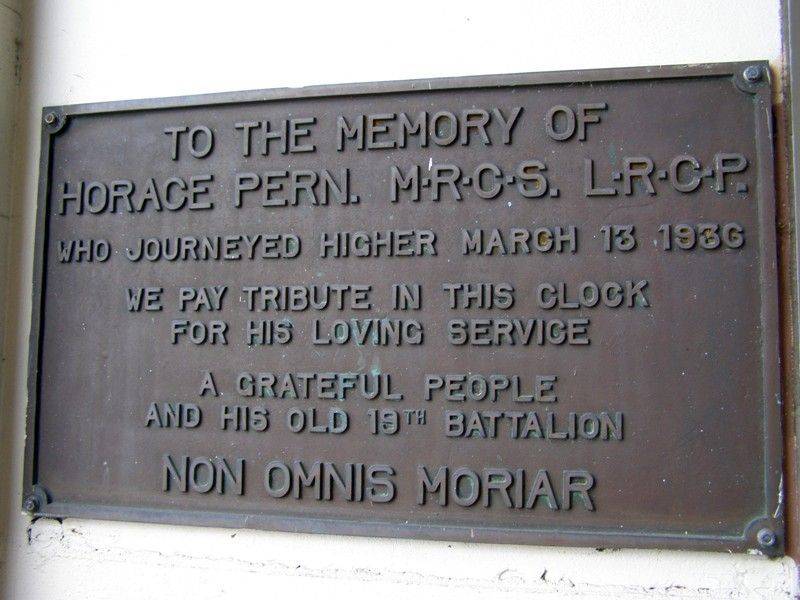 TO THE MEMORY OF
HORACE PERN. M·R·C·S. L·R·C·P.
WHO JOURNEYED HIGHER MARCH 13 1936
WE PAY TRIBUTE IN THIS CLOCK
FOR HIS LOVING SERVICE
A GRATEFUL PEOPLE
AND HIS OLD 19TH BATTALION
NON OMNIS MORIAR